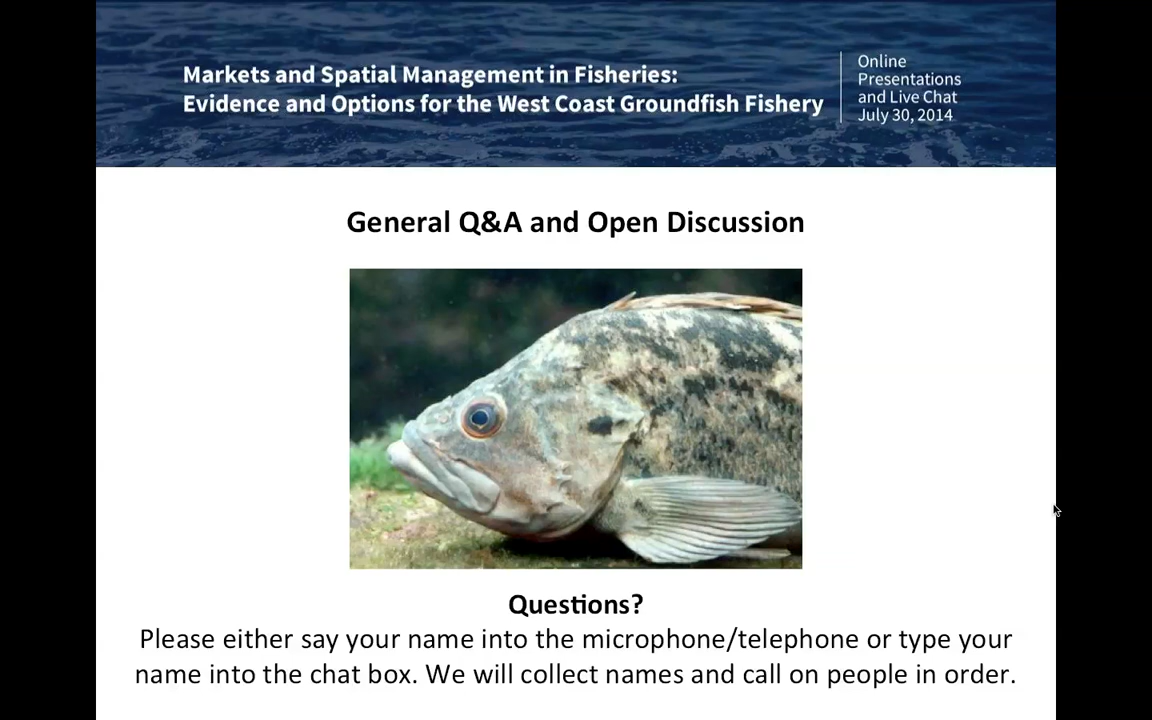 Markets and Spatial Management in Fisheries:
Evidence and Options for the West Coast Groundfish Fishery
Online
Presentations
and Live Chat
July 30, 2014
General Q&A and Open Discussion
Questions?
Please either say your name into the microphone/telephone or type your
name into the chat box. We will collect names and call on people in order.